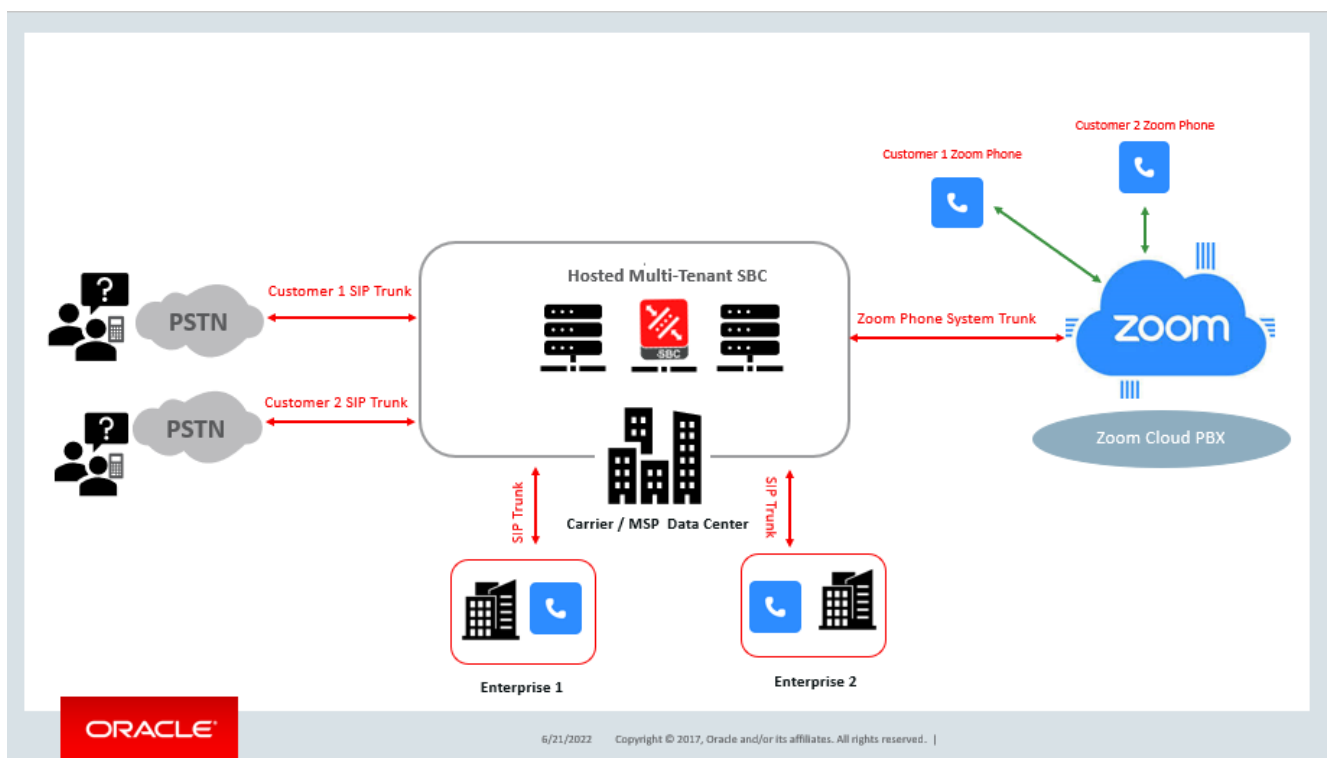 Customer 2 Zoom Phone
Customer 1 Zoom Phone
Hosted Multi-Tenant SBC
?
Customer 1 SIP Trunk
PSTN
SBC
Zoom Phone System Trunk
zoom
Customer 2 SIP Trunk
?
PSTN
Zoom Cloud PBX
SIP Trunk
SIP Trunk
Carrier / MSP Data Center
Enterprise 1
Enterprise 2
ORACLE
6/21/2022 Copyright © 2017, Oracle and/or its affiliates. All rights reserved. |